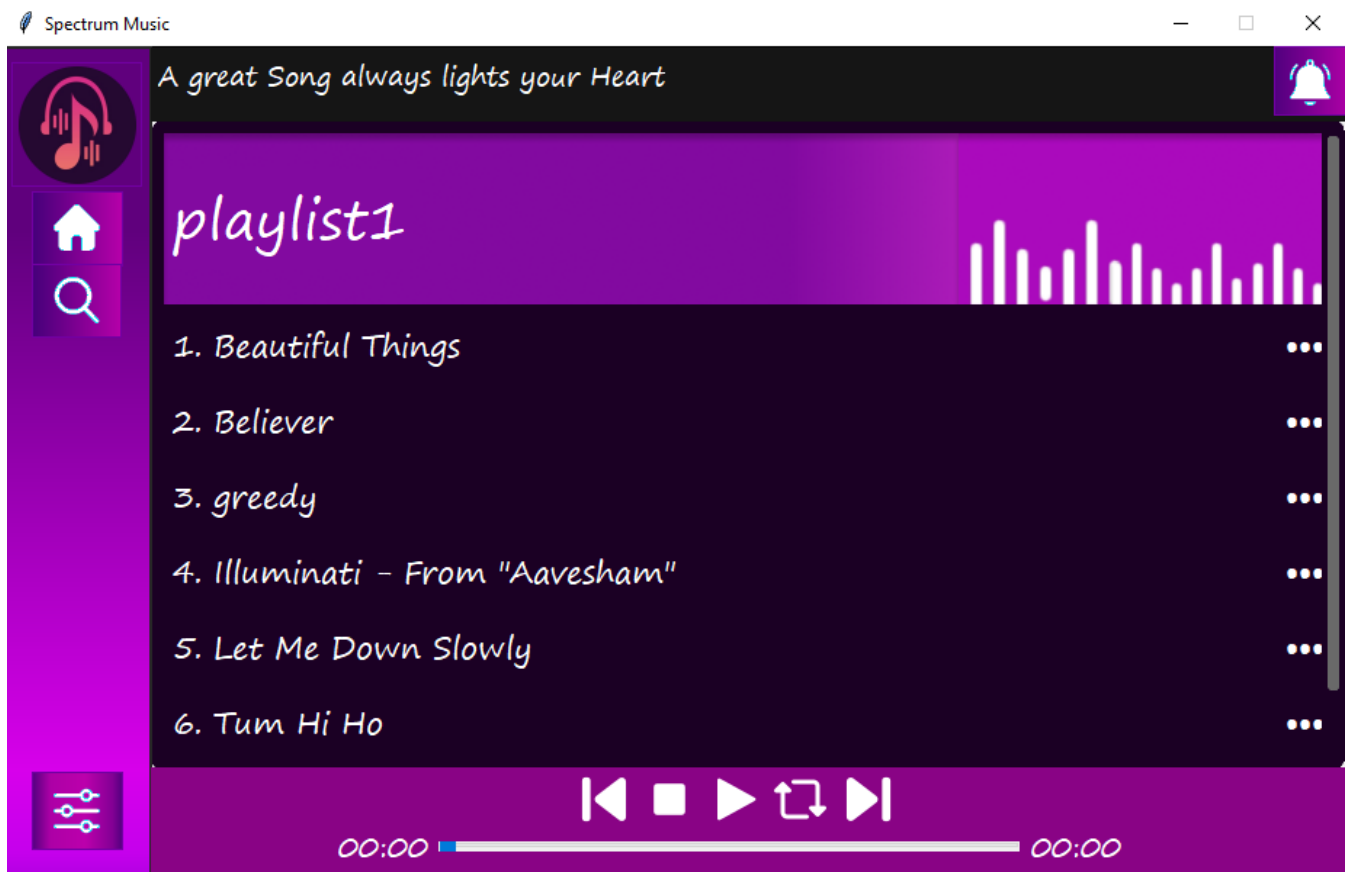 Spectrum Music
A great Song always lights your Heart
playlist1
1. Beautiful Things
2. Believer
3. greedy
4. Illuminati - From "Aavesham"
5. Let Me Down Slowly
6. Tum Hi Ho
00:00 00:00